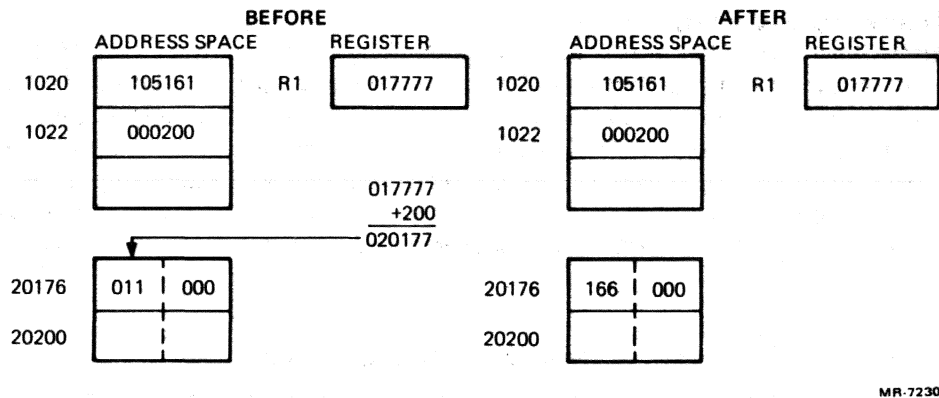 BEFORE AFTER
ADDRESS SPACE REGISTER ADDRESS SPACE REGISTER
1020 105161 R1 017777 1020 105161 R1 017777
1022 000200 1022 000200
017777
+200
020177
20176 011 000 20176 166 000
20200 20200
MR-7230